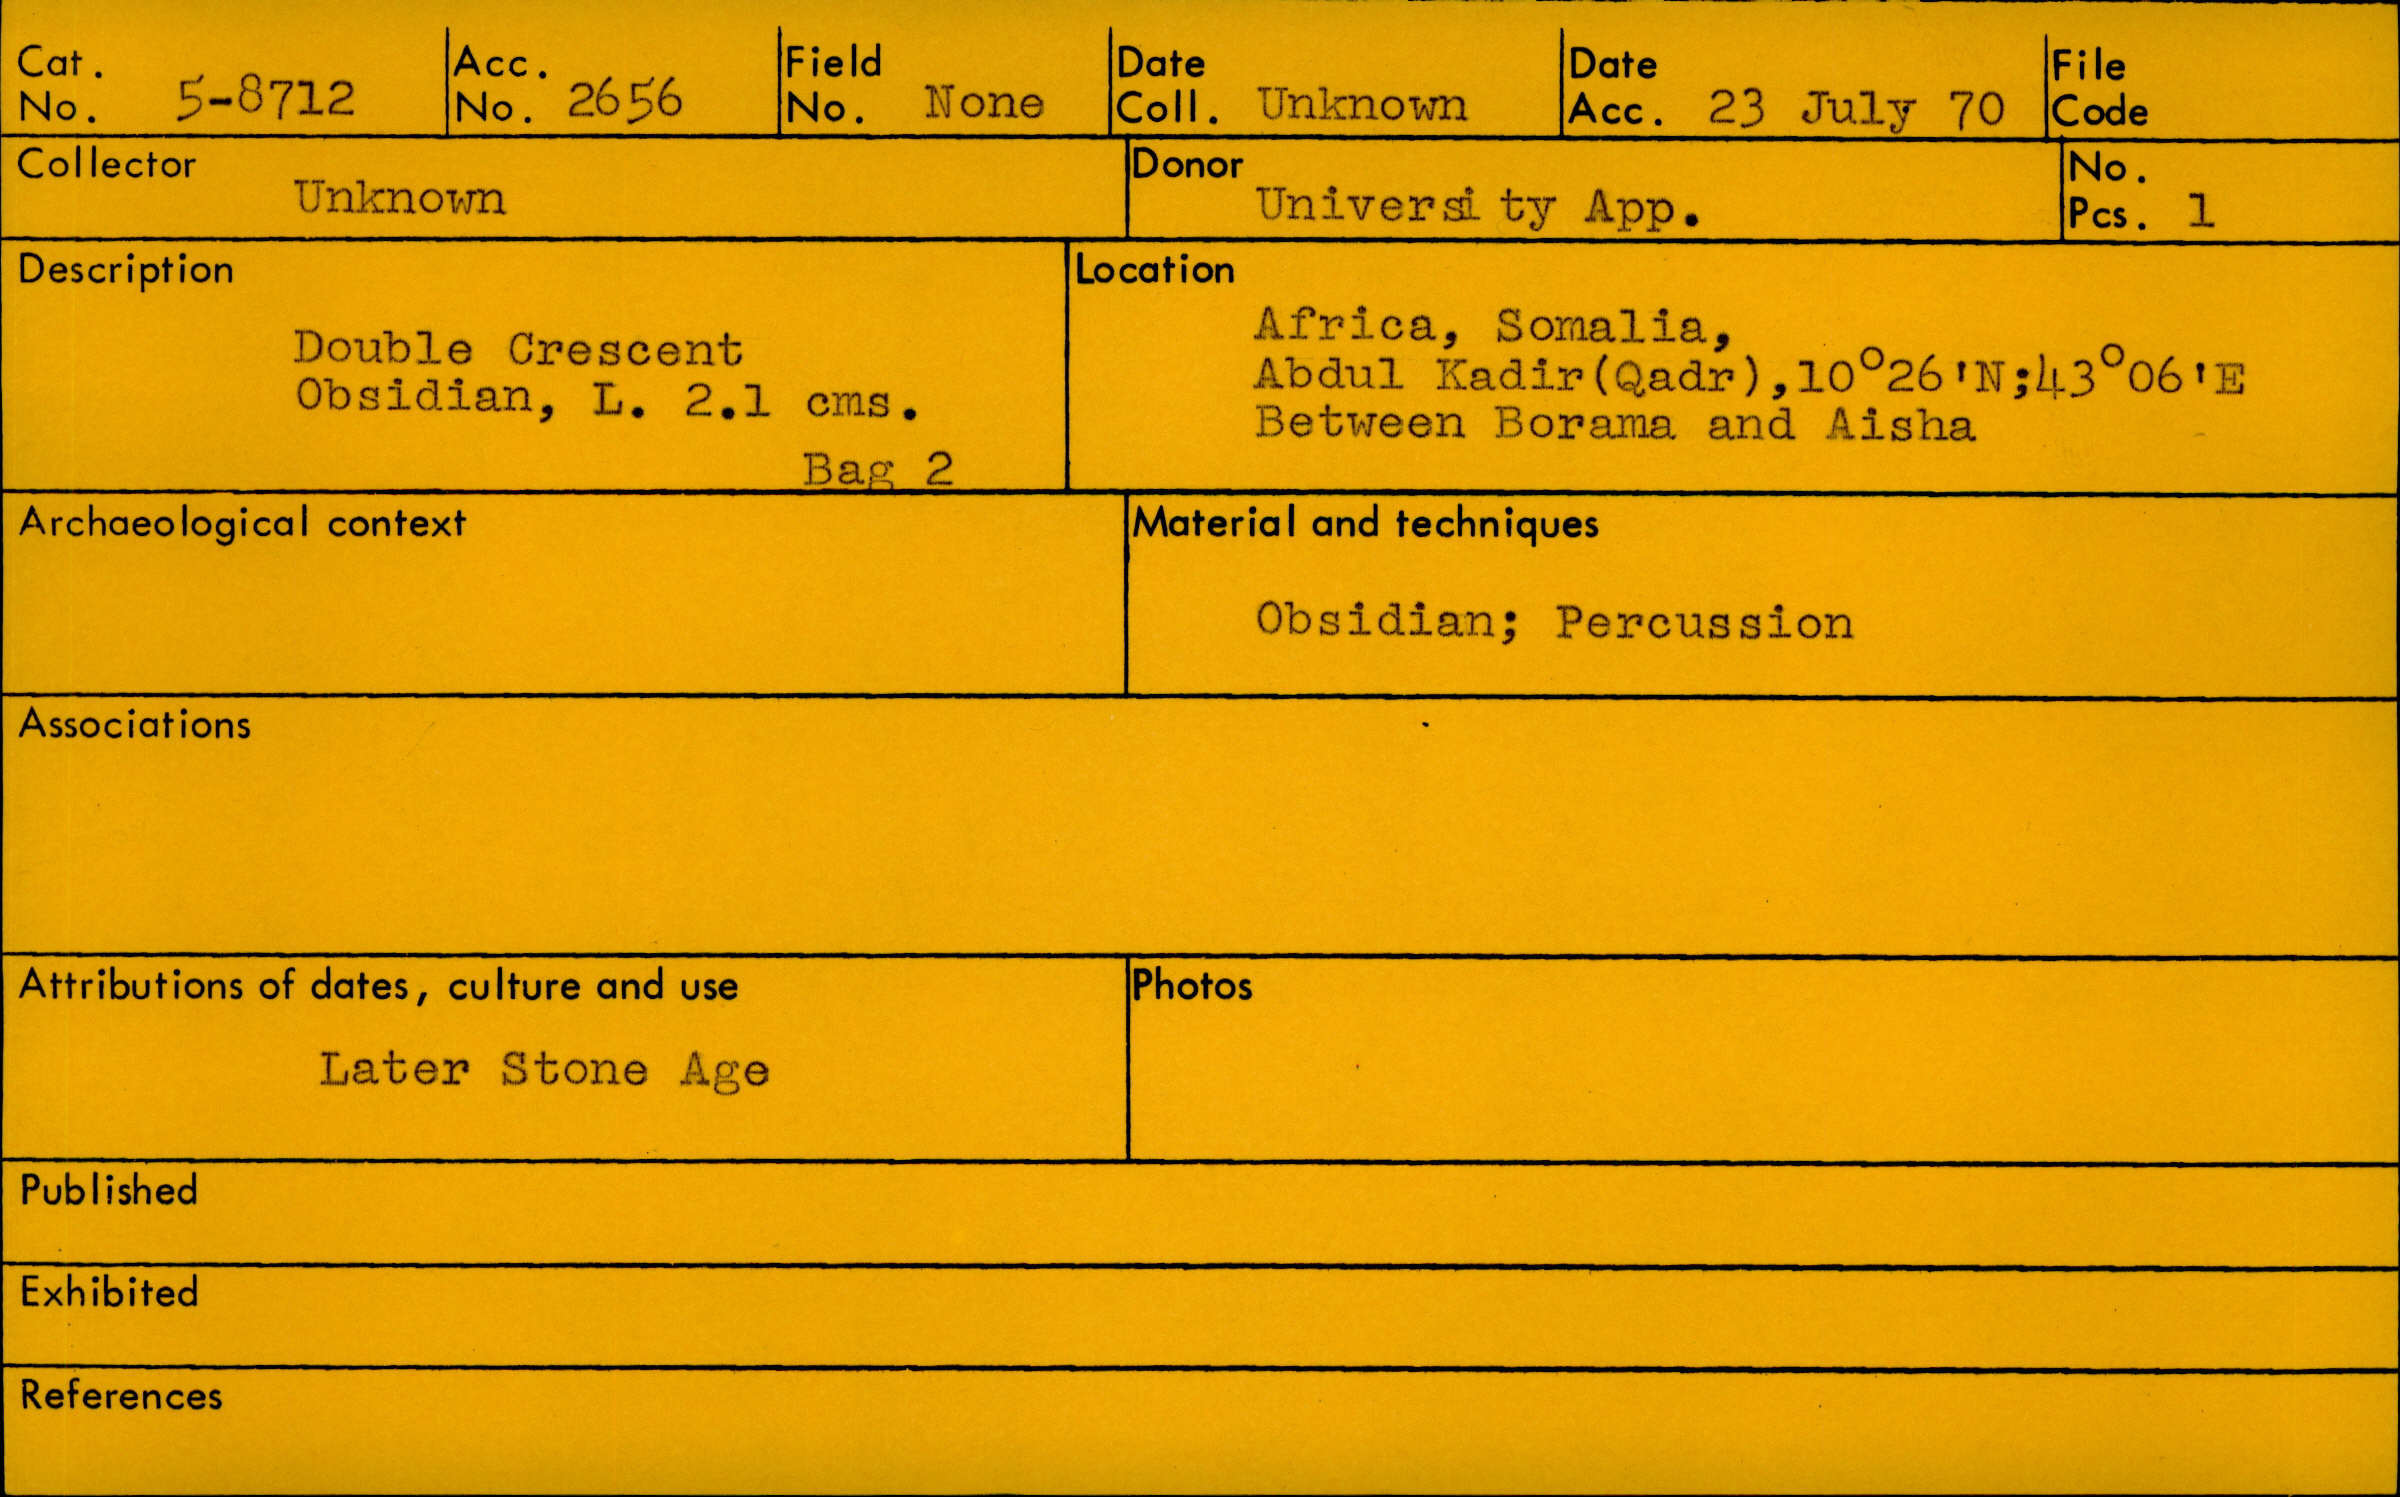 Cat. No. 5-8712
Acc. No. 2656
Field No. None
Date Coll. Unknown
Date Acc. 23 July 70
File Code
Collector
Unknown
Donor
University App.
No. Pcs. 1
Description
Double Crescent
Obsidian, L. 2.1 cms.
Bag 2
Location
Africa, Somalia,
Abdul Kadir(Qadr),10°26'N;43°06'E
Between Borama and Aisha
Archaeological context
Material and techniques
Obsidian; Percussion
Associations
Attributions of dates, culture and use
Later Stone Age
Photos
Published
Exhibited
References